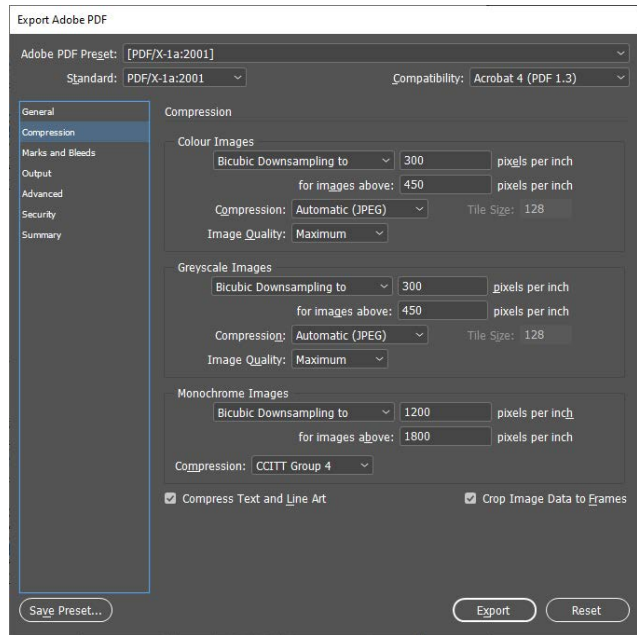 Export Adobe PDF
Adobe PDF Preset: [PDF/X-1a:2001]
Standard: PDF/X-1a:2001 Compatibility: Acrobat 4 (PDF 1.3)
General
Compression
Marks and Bleeds
Output
Advanced
Security
Summary
Compression
Colour Images
Bicubic Downsampling to 300 pixels per inch
for images above: 450 pixels per inch
Compression: Automatic (JPEG) Tile Size: 128
Image Quality: Maximum
Greyscale Images
Bicubic Downsampling to 300 pixels per inch
for images above: 450 pixels per inch
Compression: Automatic (JPEG) Tile Size: 128
Image Quality: Maximum
Monochrome Images
Bicubic Downsampling to 1200 pixels per inch
for images above: 1800 pixels per inch
Compression: CCITT Group 4
Compress Text and Line Art Crop Image Data to Frames
Save Preset... Export Reset